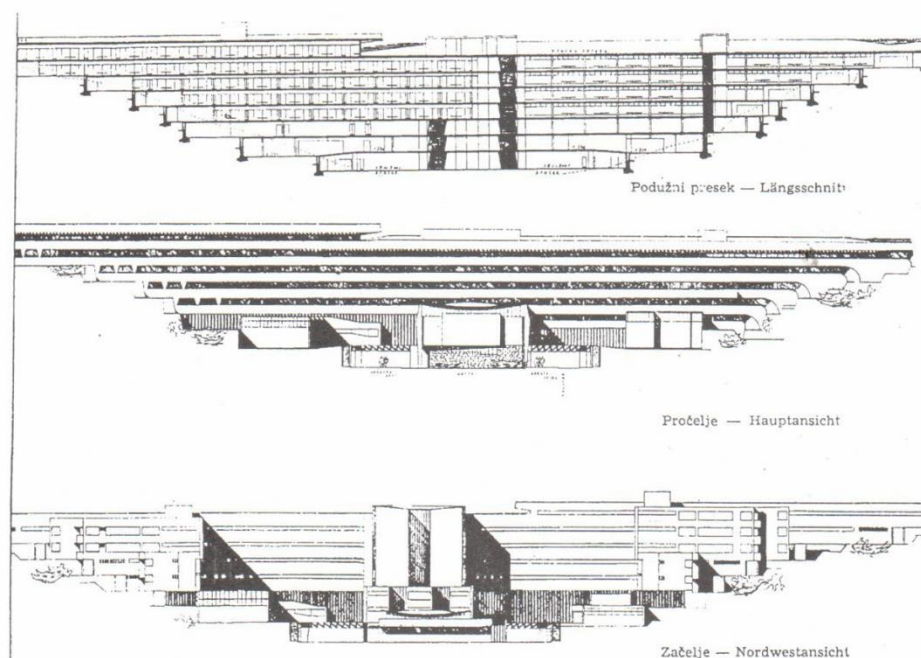 Podužni presek — Längsschnitt
Pročelje — Hauptansicht
Začelje — Nordwestansicht